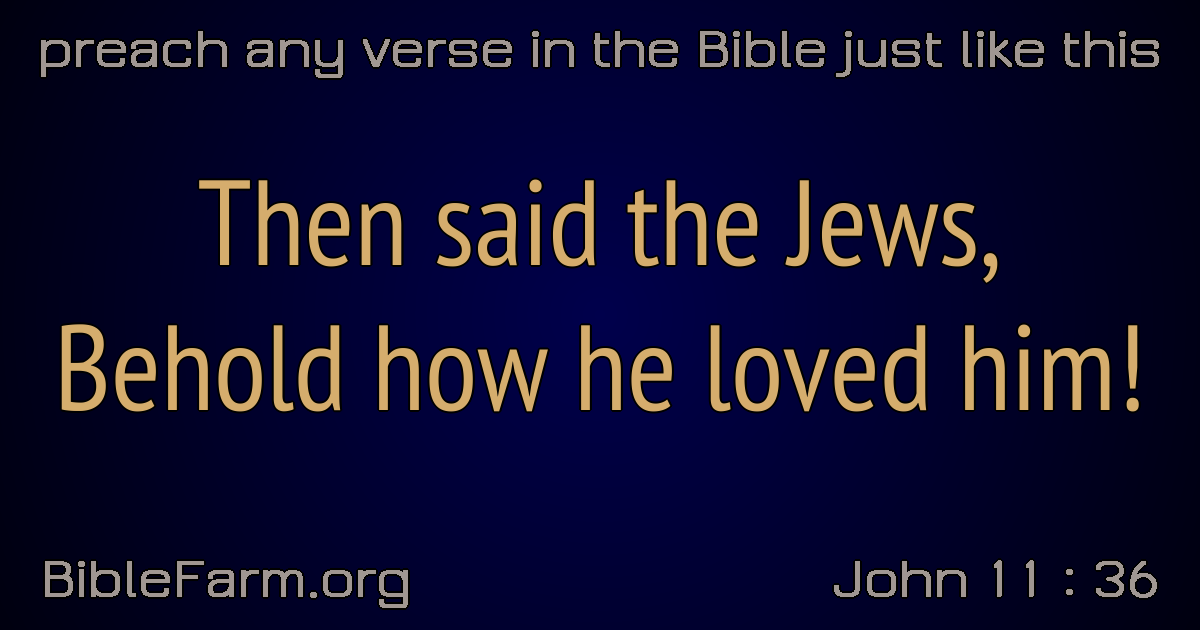 preach any verse in the Bible just like this
Then said the Jews,
Behold how he loved him!
BibleFarm.org
John 11 : 36